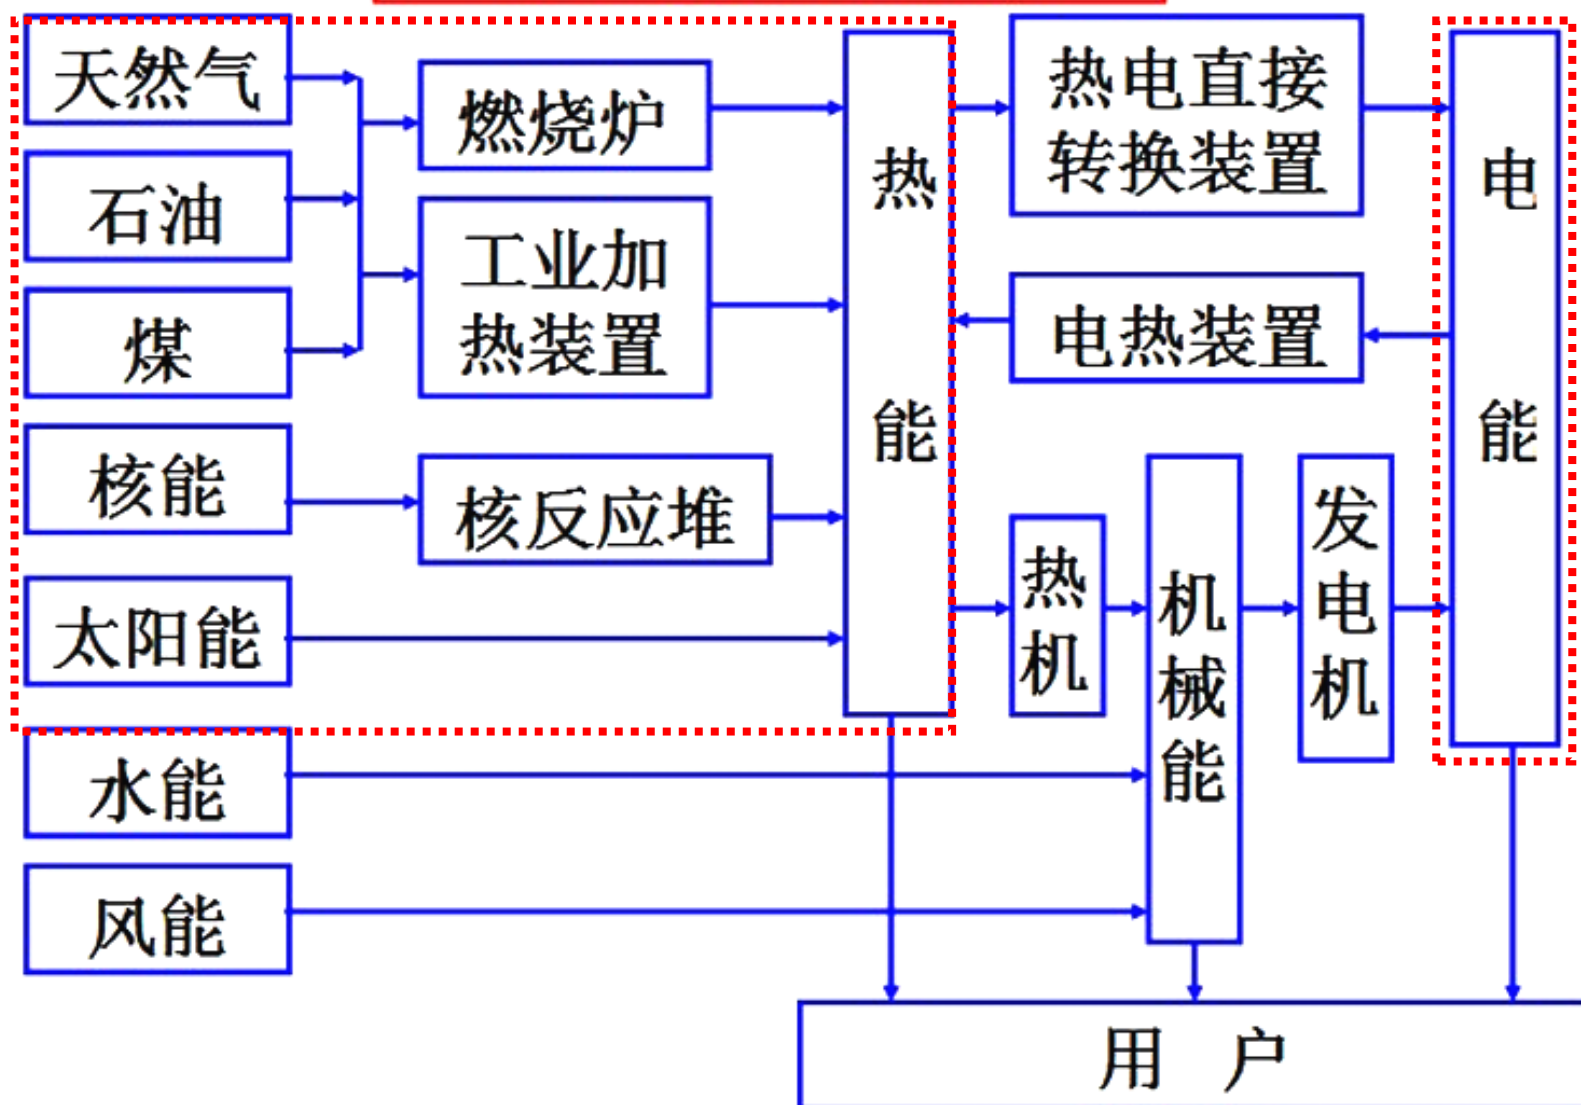 天然气
石油
煤
核能
太阳能
水能
风能
燃烧炉
工业加
热装置
核反应堆
热
能
热电直接
转换装置
电热装置
热
机
机
械
能
发
电
机
电
能
用 户